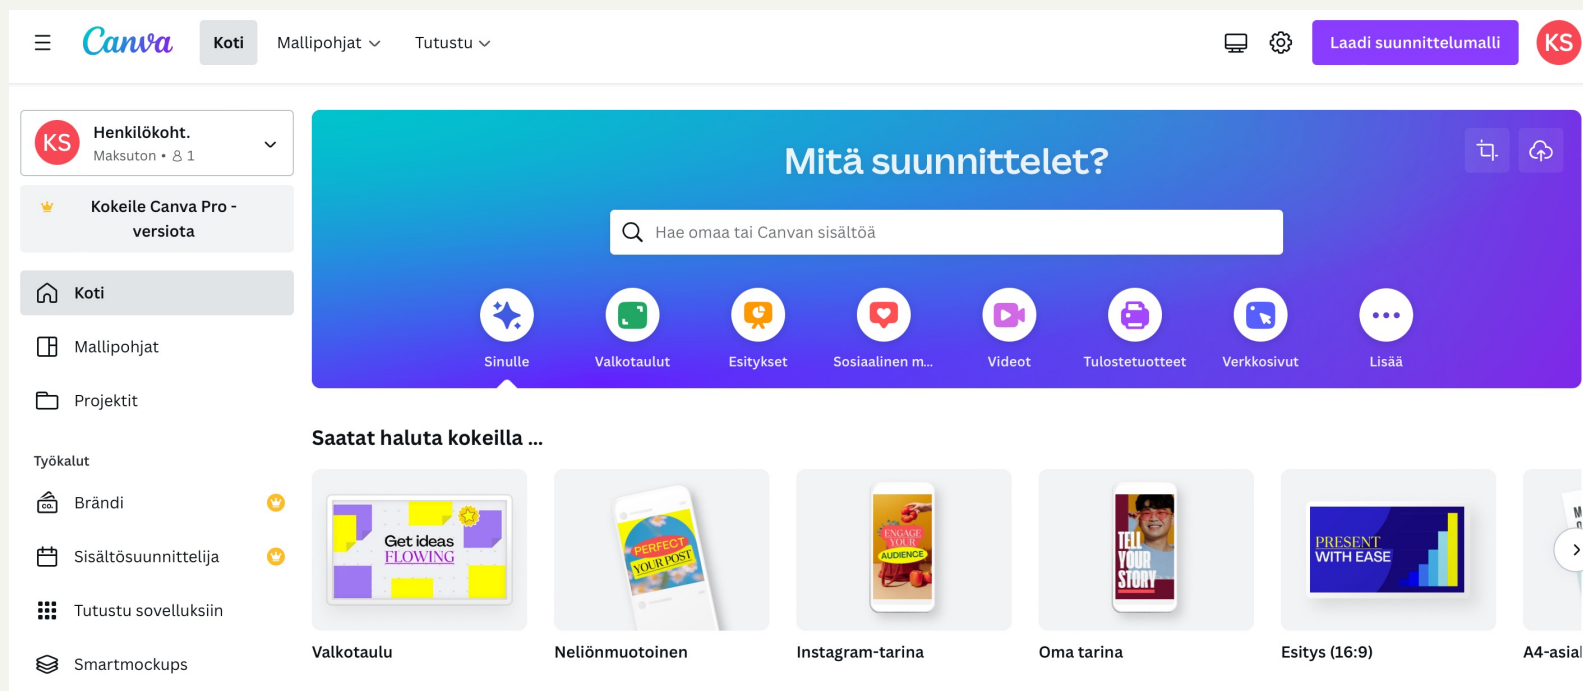 Canva
Koti
Mallipohjat
Tutustu
Laadi suunnittelumalli
KS
KS
Henkilökoht.
Maksuton • 1
Kokeile Canva Pro -
versiota
Koti
Mallipohjat
Projektit
Työkalut
CO.
Brändi
Sisältösuunnittelija
Tutustu sovelluksiin
Smartmockups
Mitä suunnittelet?
Hae omaa tai Canvan sisältöä
Sinulle
Valkotaulut
Esitykset
Sosiaalinen m...
Videot
Tulostetuotteet
Verkkosivut
Lisää
Saatat haluta kokeilla ...
Get ideas
FLOWING
Valkotaulu
PERFECT
YOUR POST
Neliönmuotoinen
ENGAGE
YOUR
AUDIENCE
Instagram-tarina
TELL
YOUR
STORY
Oma tarina
PRESENT
WITH EASE
Esitys (16:9)
A4-asia